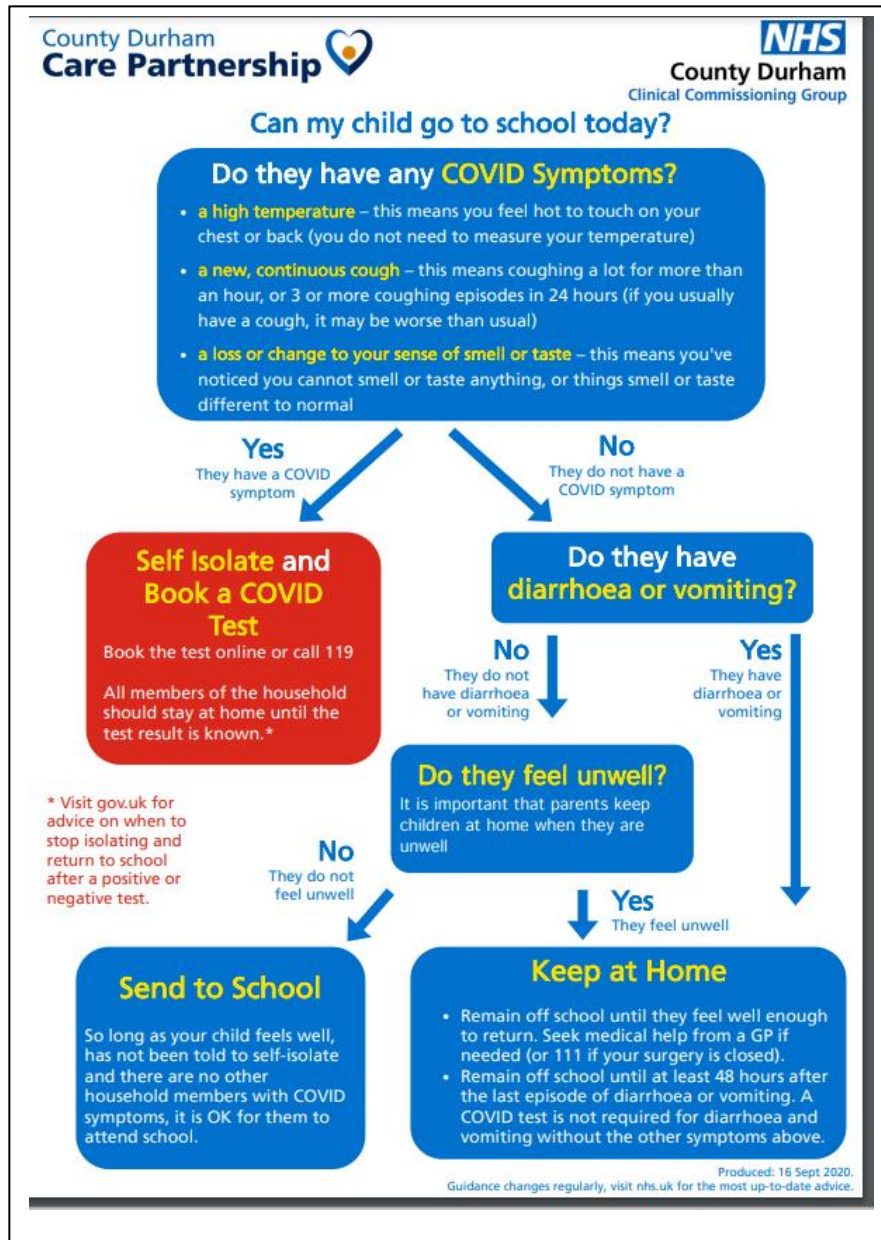 County Durham
Care Partnership
NHS
County Durham
Clinical Commissioning Group
Can my child go to school today?
Do they have any COVID Symptoms?
• a high temperature – this means you feel hot to touch on your
chest or back (you do not need to measure your temperature)
• a new, continuous cough – this means coughing a lot for more than
an hour, or 3 or more coughing episodes in 24 hours (if you usually
have a cough, it may be worse than usual)
• a loss or change to your sense of smell or taste – this means you've
noticed you cannot smell or taste anything, or things smell or taste
different to normal
Yes
They have a COVID
symptom
No
They do not have a
COVID symptom
Self Isolate and
Book a COVID
Test
Book the test online or call 119
All members of the household
should stay at home until the
test result is known.*
Do they have
diarrhoea or vomiting?
No
They do not
have diarrhoea
or vomiting
Yes
They have
diarrhoea or
vomiting
Do they feel unwell?
It is important that parents keep
children at home when they are
unwell
* Visit gov.uk for
advice on when to
stop isolating and
return to school
after a positive or
negative test.
No
They do not
feel unwell
Yes
They feel unwell
Send to School
So long as your child feels well,
has not been told to self-isolate
and there are no other
household members with COVID
symptoms, it is OK for them to
attend school.
Keep at Home
• Remain off school until they feel well enough
to return. Seek medical help from a GP if
needed (or 111 if your surgery is closed).
• Remain off school until at least 48 hours after
the last episode of diarrhoea or vomiting. A
COVID test is not required for diarrhoea and
vomiting without the other symptoms above.
Produced: 16 Sept 2020.
Guidance changes regularly, visit nhs.uk for the most up-to-date advice.